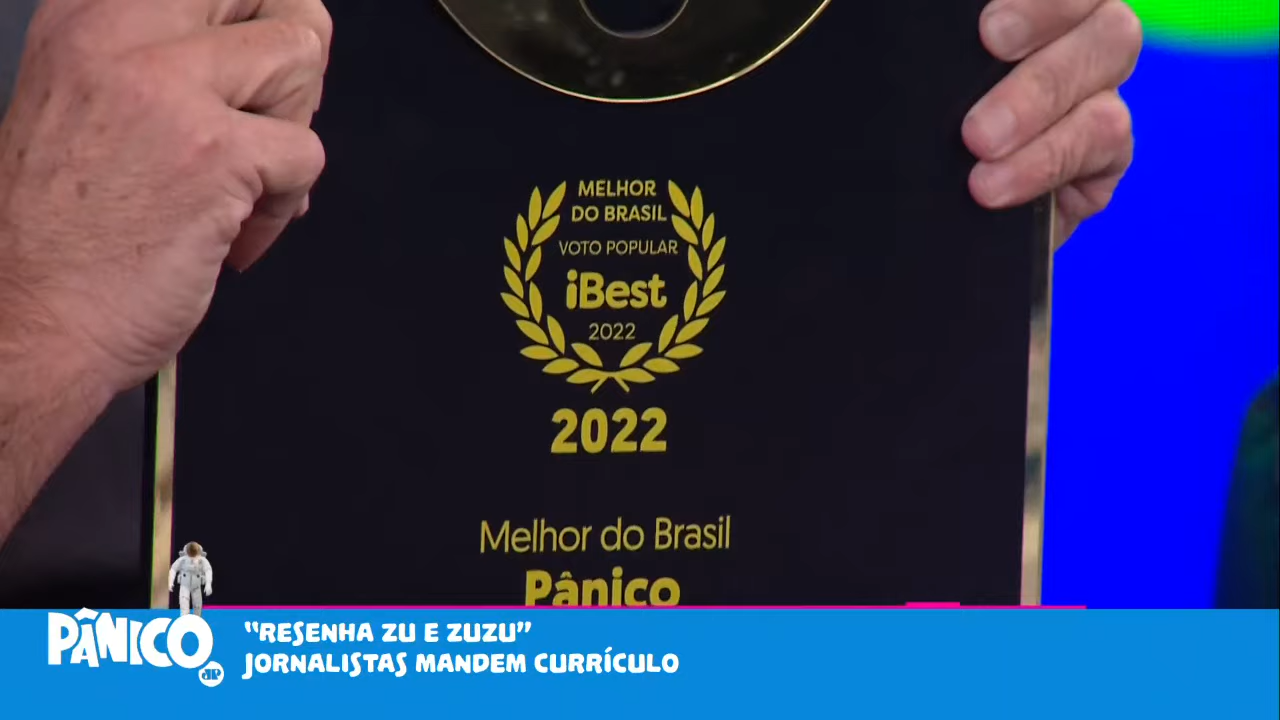 MELHOR
DO BRASIL
VOTO POPULAR
iBest
2022
2022
Melhor do Brasil
Pânico
PÂNICO
JP
"RESENHA ZU E ZUZU"
JORNALISTAS MANDEM CURRÍCULO